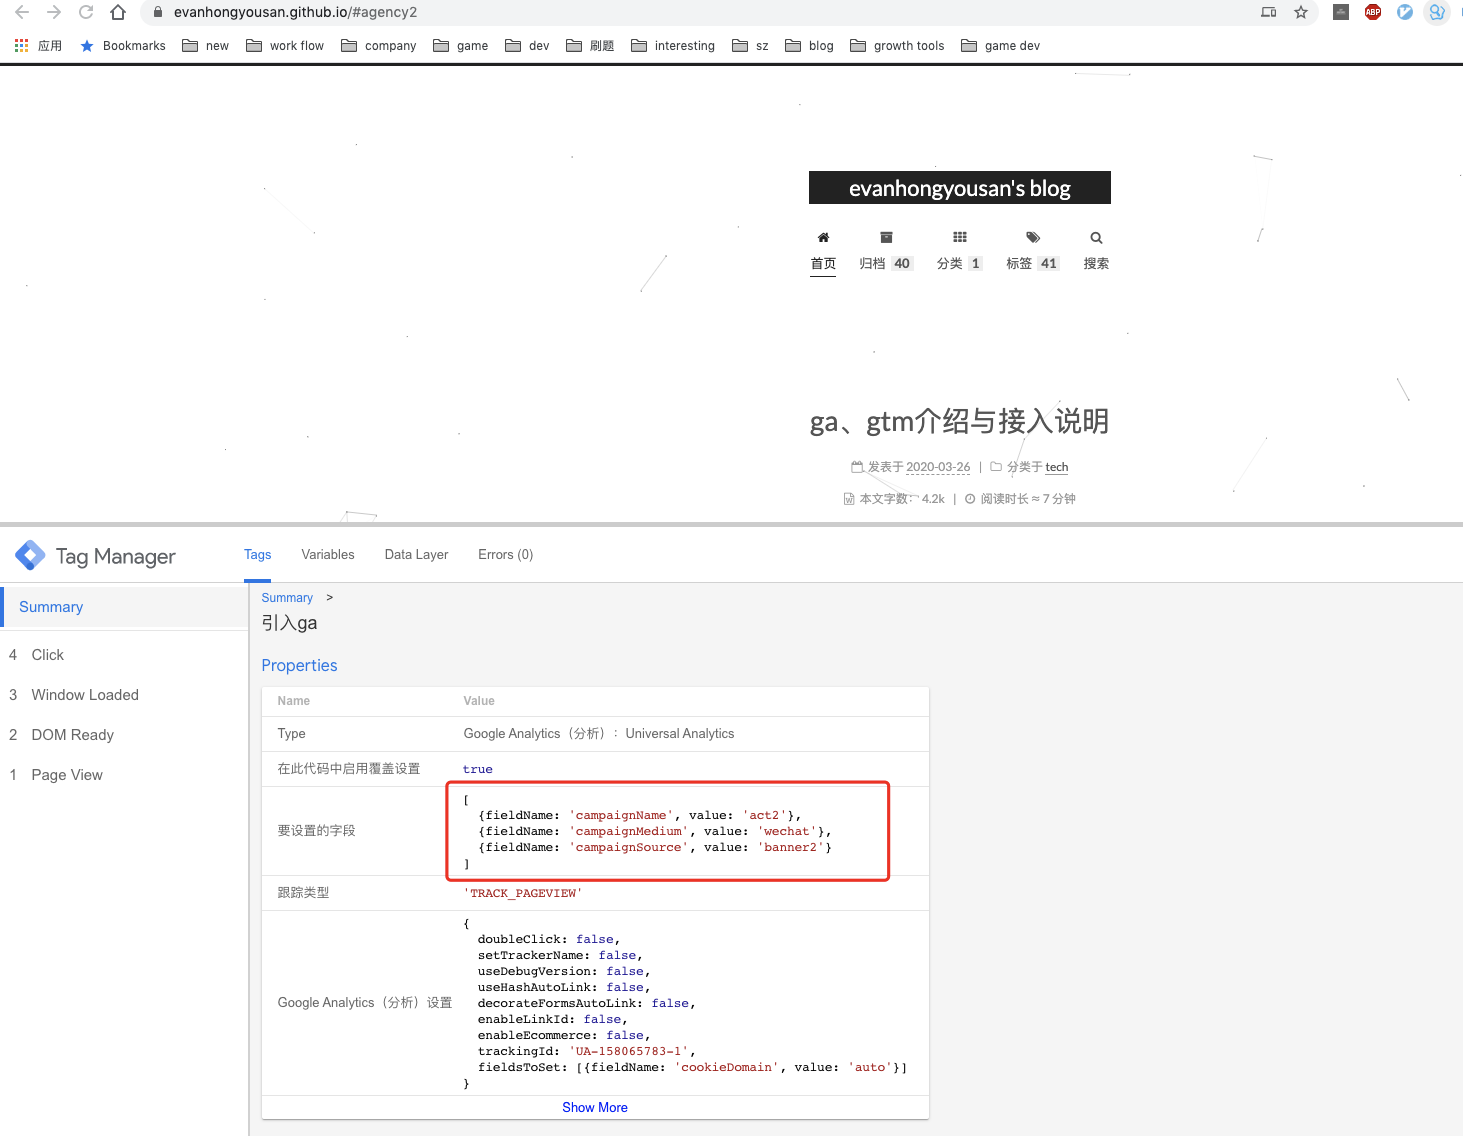 evanhongyousan.github.io/#agency2
ABP
应用 Bookmarks new work flow company game dev 刷题 interesting sz blog growth tools game dev
evanhongyousan's blog
首页 归档 40 分类 1 标签 41 搜索
ga、gtm介绍与接入说明
发表于 2020-03-26 | 分类于 tech
本文字数: 4.2k | 阅读时长 ≈ 7 分钟
Tag Manager Tags Variables Data Layer Errors (0)
Summary
4 Click
3 Window Loaded
2 DOM Ready
1 Page View
Summary >
引入ga
Properties
Name Value
Type Google Analytics（分析）：Universal Analytics
在此代码中启用覆盖设置 true
要设置的字段
[
{fieldName: 'campaignName', value: 'act2'},
{fieldName: 'campaignMedium', value: 'wechat'},
{fieldName: 'campaignSource', value: 'banner2'}
]
跟踪类型 'TRACK_PAGEVIEW'
Google Analytics（分析）设置
{
doubleClick: false,
setTrackerName: false,
useDebugVersion: false,
useHashAutoLink: false,
decorateFormsAutoLink: false,
enableLinkId: false,
enableEcommerce: false,
trackingId: 'UA-158065783-1',
fieldsToSet: [{fieldName: 'cookieDomain', value: 'auto'}]
}
Show More